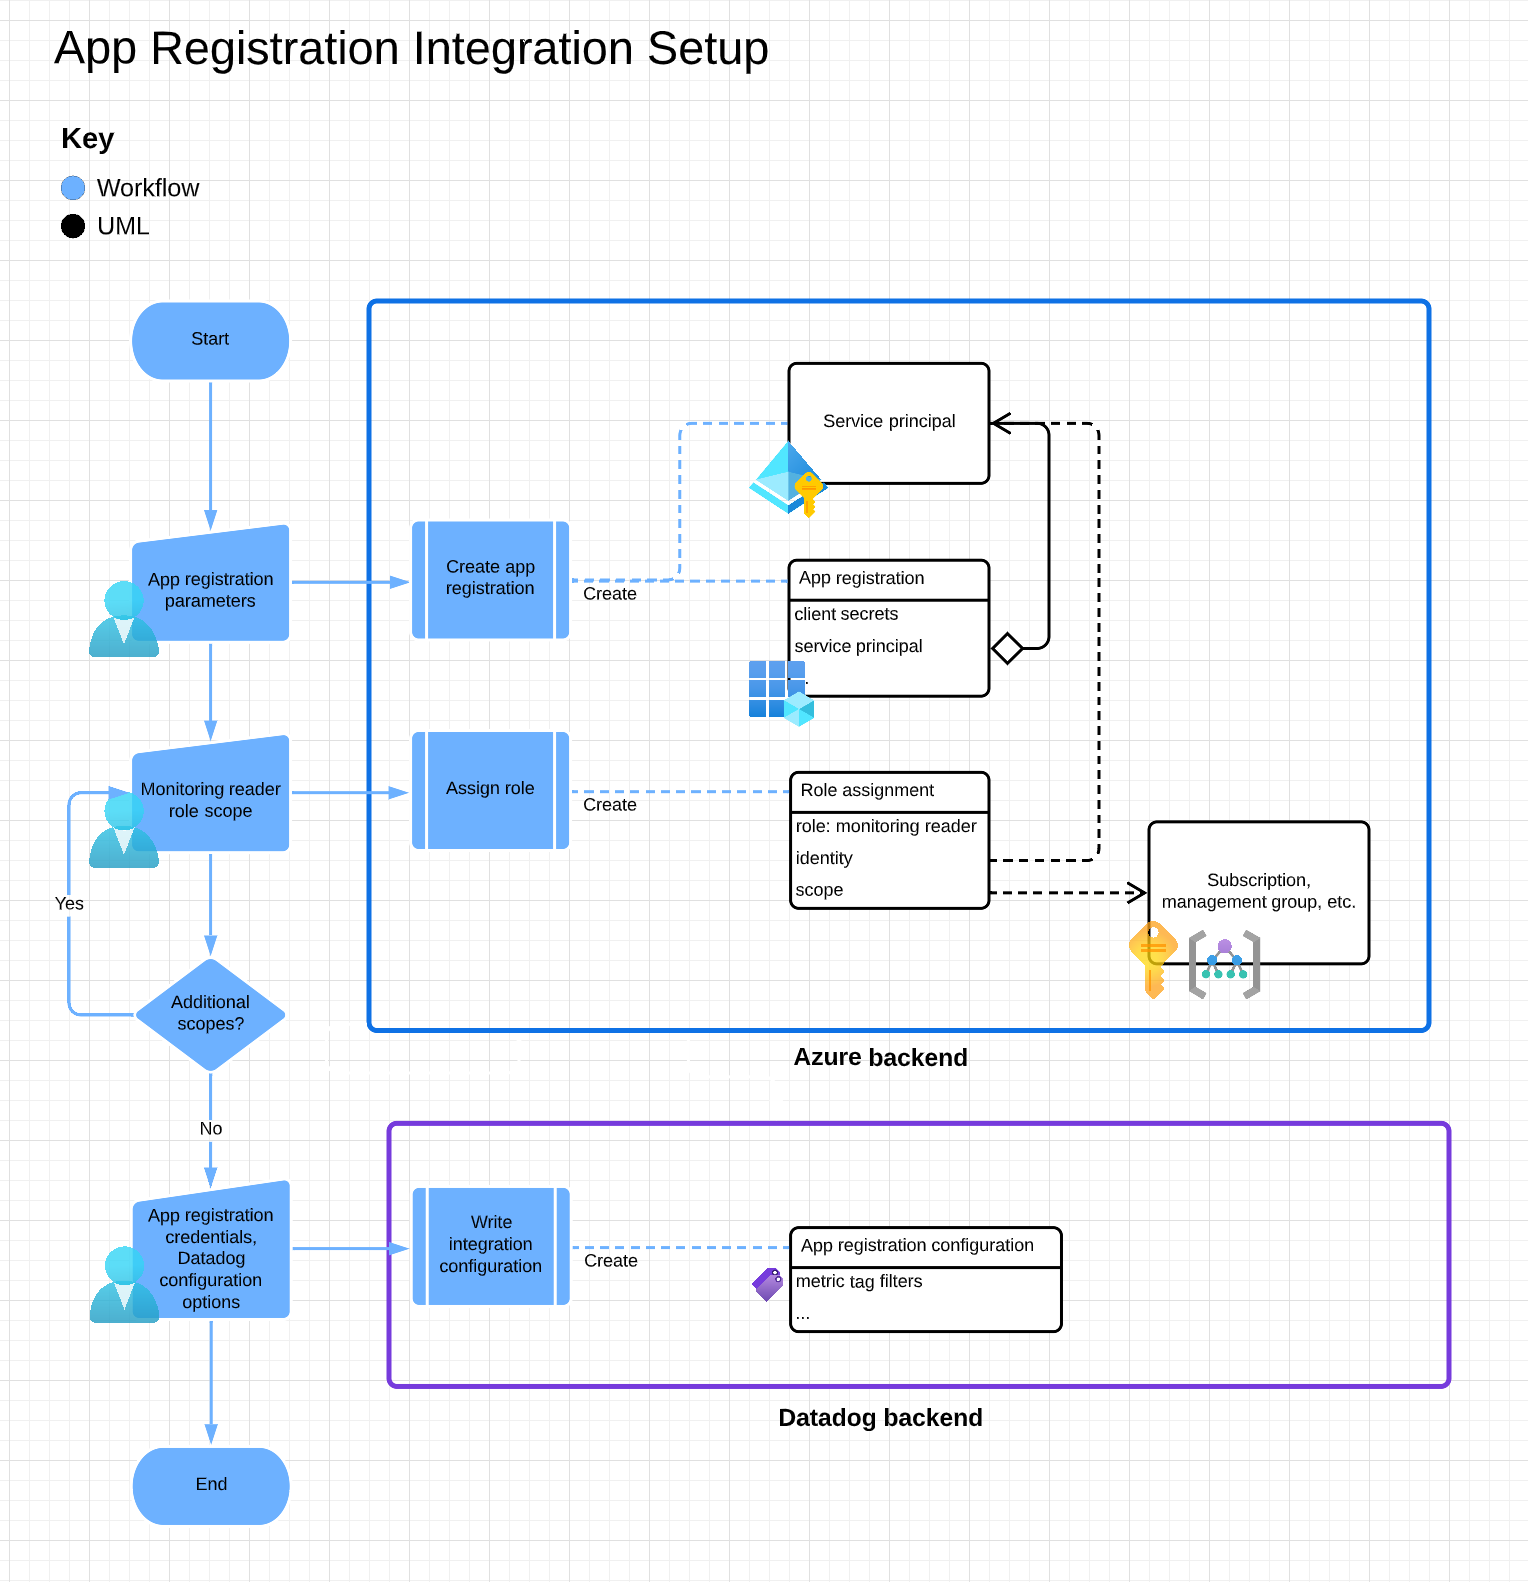 App Registration Integration Setup
Key
Workflow
UML
Start
App registration
parameters
Create app
registration
Create
Service principal
App registration
client secrets
service principal
Monitoring reader
role scope
Assign role
Create
Role assignment
role: monitoring reader
identity
scope
Subscription,
management group, etc.
Yes
Additional
scopes?
Azure backend
No
App registration
credentials,
Datadog
configuration
options
Write
integration
configuration
Create
App registration configuration
metric tag filters
...
Datadog backend
End